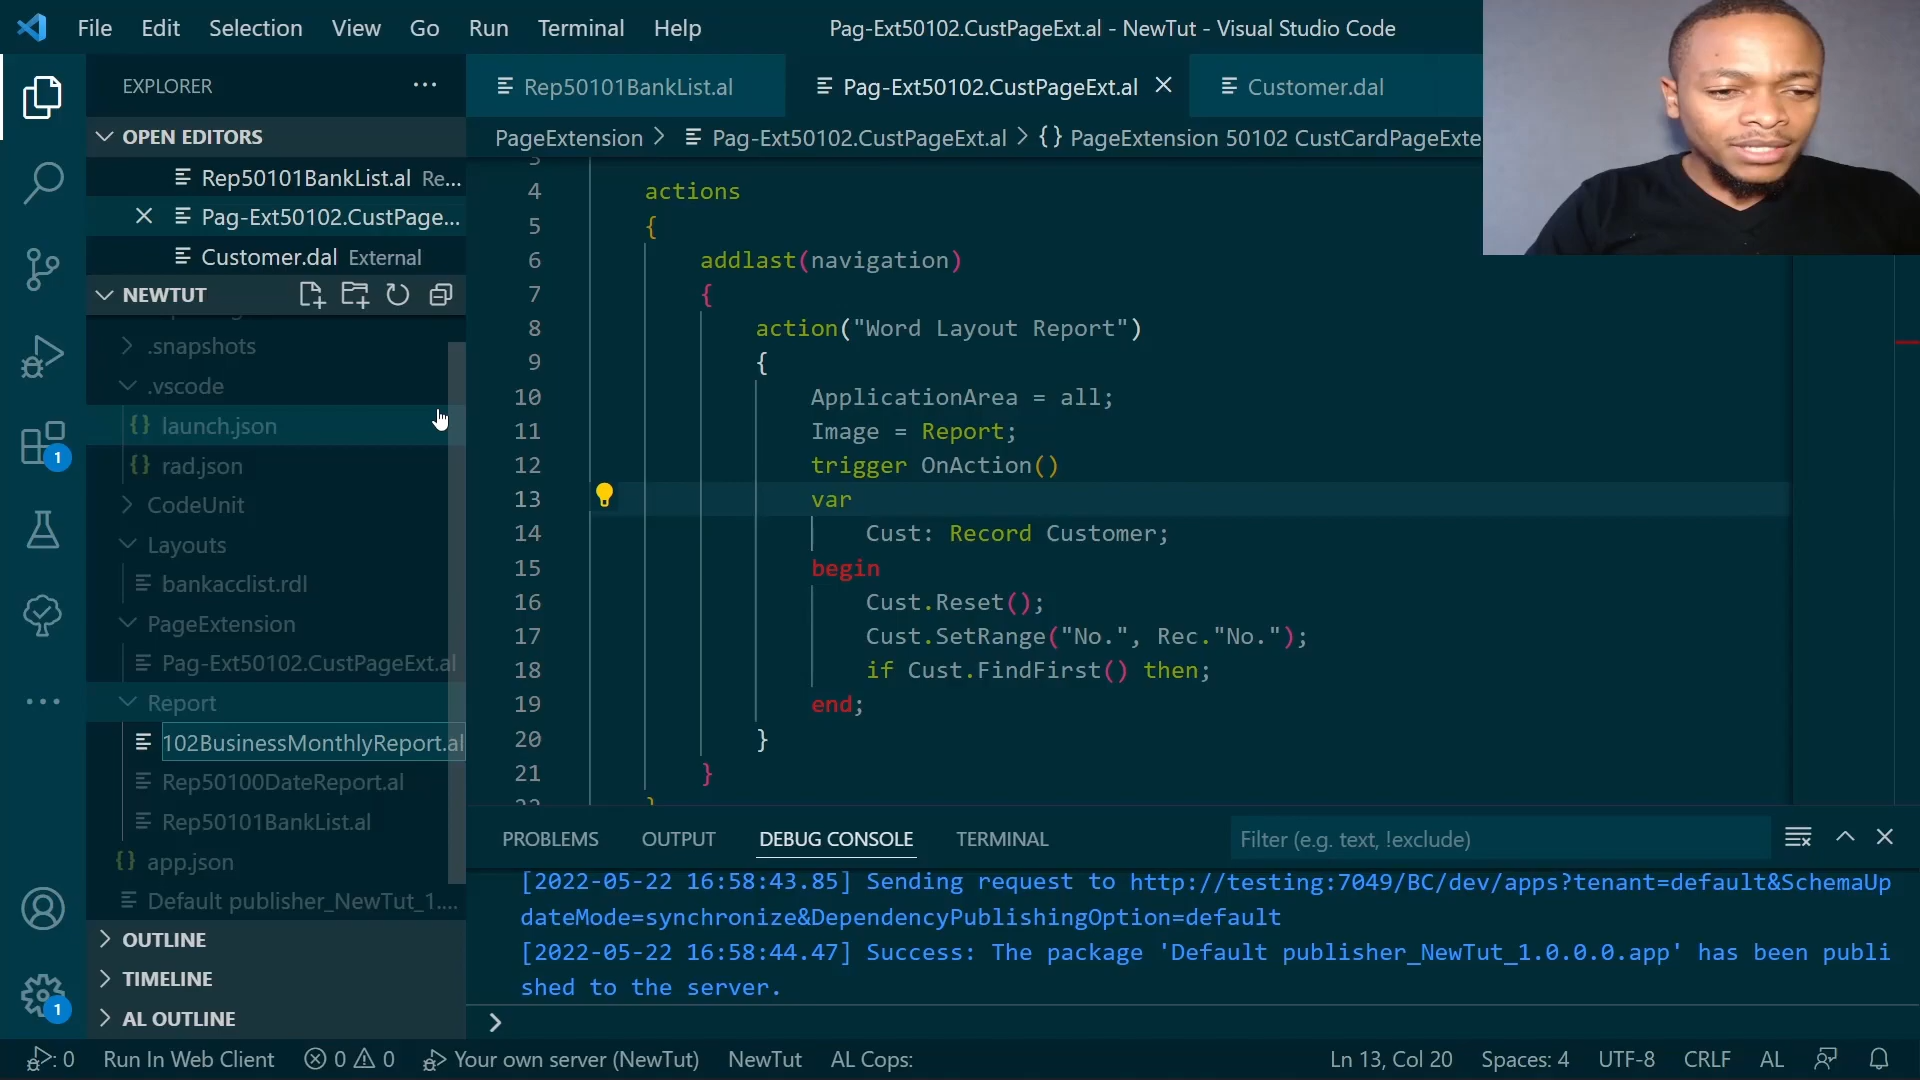 File Edit Selection View Go Run Terminal Help
Pag-Ext50102.CustPageExt.al - NewTut - Visual Studio Code
EXPLORER
OPEN EDITORS
Rep50101BankList.al Re...
Pag-Ext50102.CustPage...
Customer.dal External
NEWTUT
.snapshots
.vscode
{} launch.json
{} rad.json
CodeUnit
Layouts
bankacclist.rdl
PageExtension
Pag-Ext50102.CustPageExt.al
Report
102BusinessMonthlyReport.al
Rep50100DateReport.al
Rep50101BankList.al
{} app.json
Default publisher_NewTut_1....
OUTLINE
TIMELINE
AL OUTLINE
1
1
Rep50101BankList.al
Pag-Ext50102.CustPageExt.al
Customer.dal
PageExtension > Pag-Ext50102.CustPageExt.al > {} PageExtension 50102 CustCardPageExte
4 actions
5 {
6 addlast(navigation)
7 {
8 action("Word Layout Report")
9 {
10 ApplicationArea = all;
11 Image = Report;
12 trigger OnAction()
13 var
14 Cust: Record Customer;
15 begin
16 Cust.Reset();
17 Cust.SetRange("No.", Rec."No.");
18 if Cust.FindFirst() then;
19 end;
20 }
21 }
PROBLEMS OUTPUT DEBUG CONSOLE TERMINAL
Filter (e.g. text, !exclude)
[2022-05-22 16:58:43.85] Sending request to http://testing:7049/BC/dev/apps?tenant=default&SchemaUp
dateMode=synchronize&DependencyPublishingOption=default
[2022-05-22 16:58:44.47] Success: The package 'Default publisher_NewTut_1.0.0.0.app' has been publi
shed to the server.
: 0 Run In Web Client 0 0 Your own server (NewTut) NewTut AL Cops:
Ln 13, Col 20 Spaces: 4 UTF-8 CRLF AL